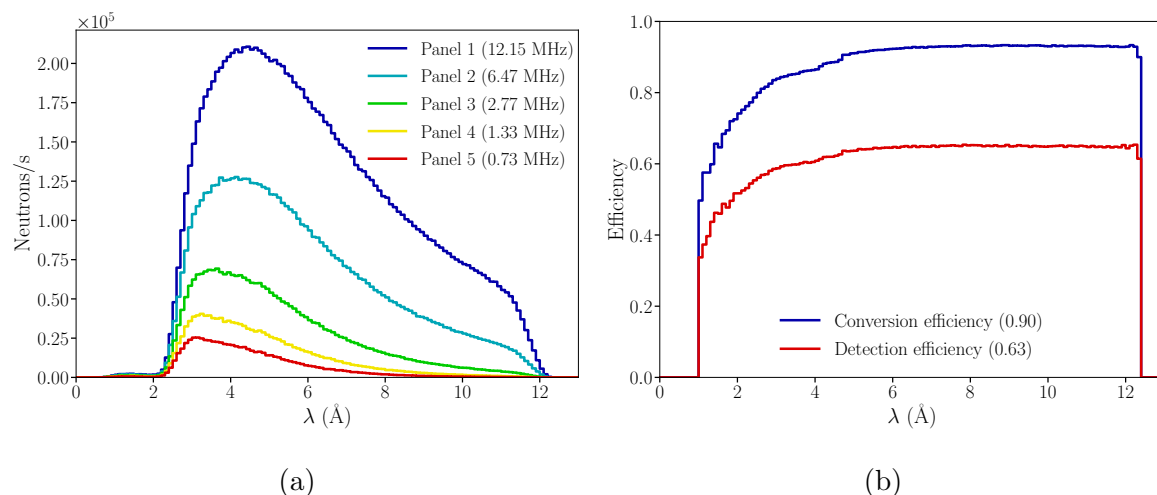 ×10⁵
2.00
1.75
1.50
1.25
1.00
0.75
0.50
0.25
0.00
Neutrons/s
0 2 4 6 8 10 12
λ (Å)
Panel 1 (12.15 MHz)
Panel 2 (6.47 MHz)
Panel 3 (2.77 MHz)
Panel 4 (1.33 MHz)
Panel 5 (0.73 MHz)
(a)
1.0
0.8
0.6
0.4
0.2
0.0
Efficiency
0 2 4 6 8 10 12
λ (Å)
Conversion efficiency (0.90)
Detection efficiency (0.63)
(b)